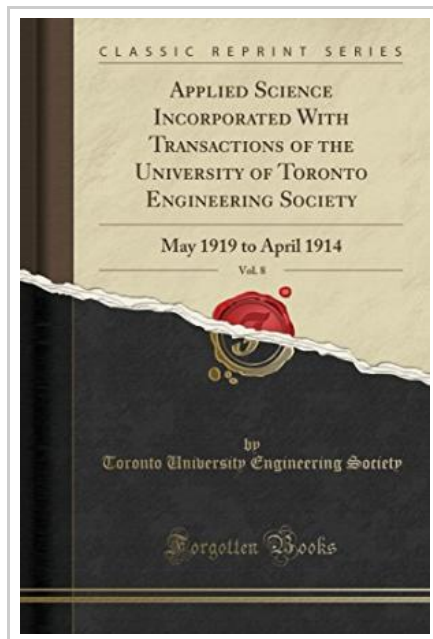 CLASSIC REPRINT SERIES
APPLIED SCIENCE
INCORPORATED WITH
TRANSACTIONS OF THE
UNIVERSITY OF TORONTO
ENGINEERING SOCIETY
May 1919 to April 1914
Vol. 8
by
Toronto University Engineering Society
Forgotten Books